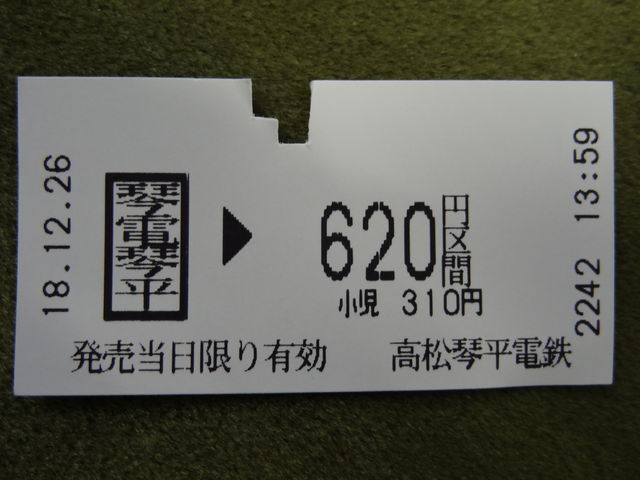 18.12.26
琴電琴平
▶
620円区間
小児 310円
発売当日限り有効
高松琴平電鉄
2242 13:59